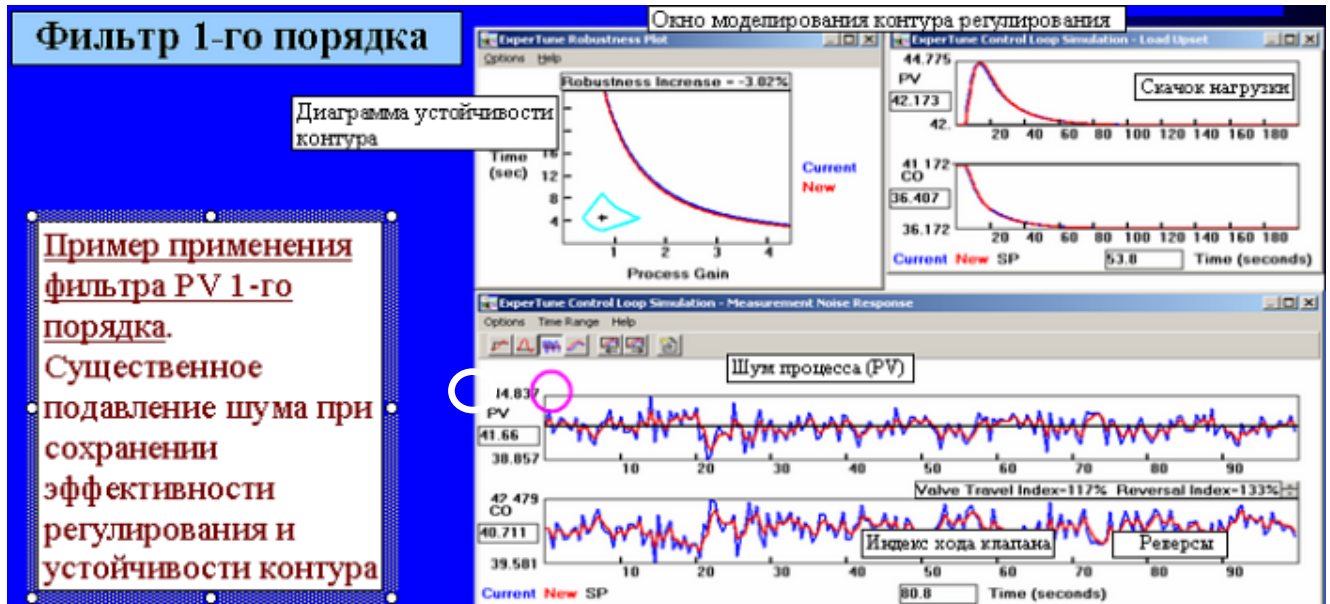 Фильтр 1-го порядка
Окно моделирования контура регулирования
ExperTune Robustness Plot
Options Help
Robustness Increase = -3.02%
Диаграмма устойчивости
контура
Time
(sec)
16
12
8
4
1 2 3 4
Process Gain
Current
New
ExperTune Control Loop Simulation - Load Upset
44.775
PV
42.173
42.
Скачок нагрузки
20 40 60 80 100 120 140 160 180
41.172
CO
36.407
36.172
20 40 60 80 100 120 140 160 180
Current New SP 53.8 Time (seconds)
Пример применения
фильтра PV 1-го
порядка.
Существенное
подавление шума при
сохранении
эффективности
регулирования и
устойчивости контура
ExperTune Control Loop Simulation - Measurement Noise Response
Options Time Range Help
Шум процесса (PV)
14.837
PV
41.66
38.857
10 20 30 40 50 60 70 80 90
Valve Travel Index=117% Reversal Index=133%
42.479
CO
40.711
39.581
Индекс хода клапана
Реверсы
10 20 30 40 50 60 70 80 90
Current New SP 80.8 Time (seconds)